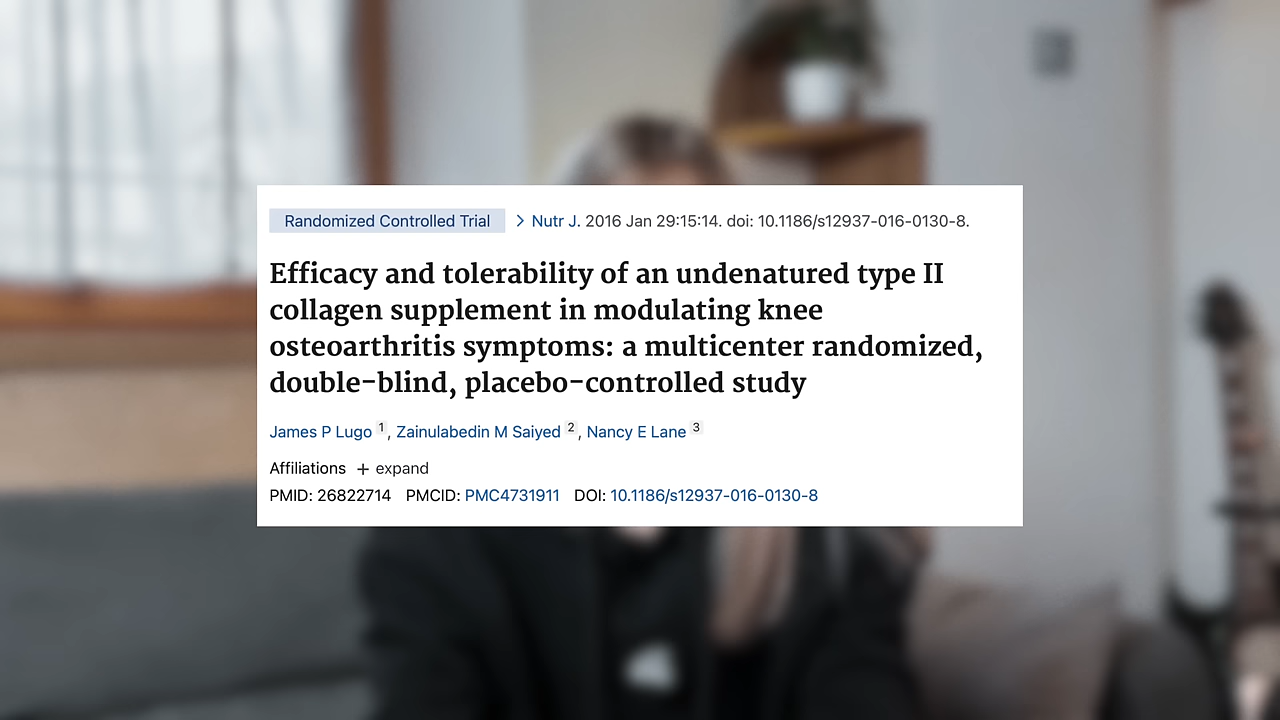 Randomized Controlled Trial > Nutr J. 2016 Jan 29:15:14. doi: 10.1186/s12937-016-0130-8.
Efficacy and tolerability of an undenatured type II
collagen supplement in modulating knee
osteoarthritis symptoms: a multicenter randomized,
double-blind, placebo-controlled study
James P Lugo 1, Zainulabedin M Saiyed 2, Nancy E Lane 3
Affiliations + expand
PMID: 26822714 PMCID: PMC4731911 DOI: 10.1186/s12937-016-0130-8